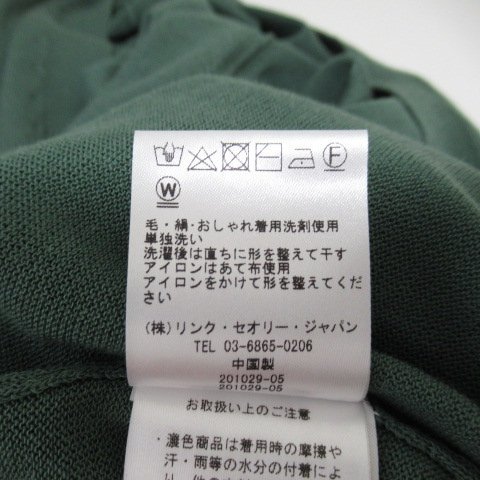 F
W
毛・絹・おしゃれ着用洗剤使用
単独洗い
洗濯後は直ちに形を整えて干す
アイロンはあて布使用
アイロンをかけて形を整えてくだ
さい
(株)リンク・セオリー・ジャパン
TEL 03-6865-0206
中国製
201029-05
201029-05
お取扱い上のご注意
・濃色商品は着用時の摩擦や
汗・雨等の水分の付着によ
り、他の